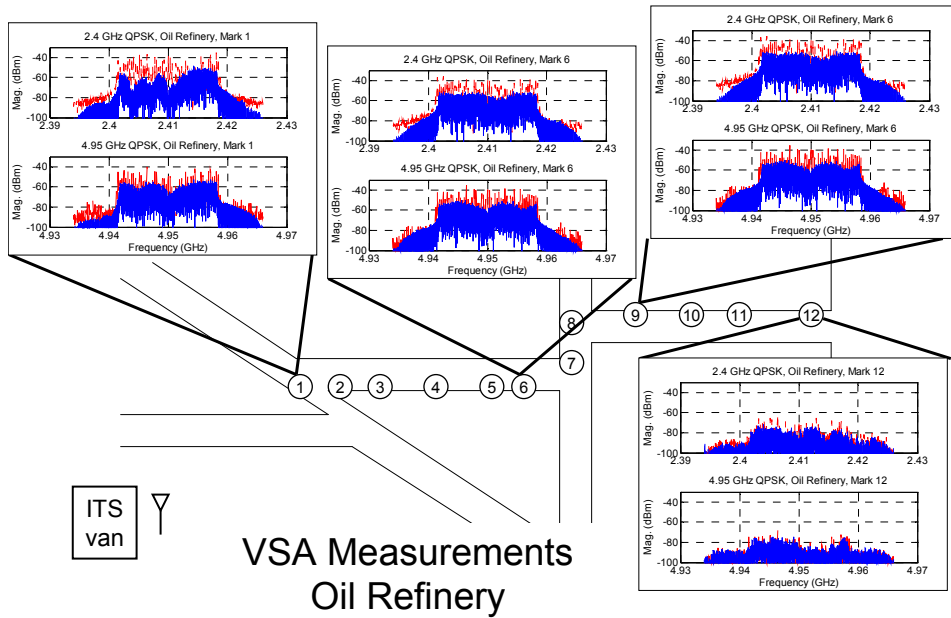 2.4 GHz QPSK, Oil Refinery, Mark 1
Mag. (dBm)
-40
-60
-80
-100
2.39 2.4 2.41 2.42 2.43
4.95 GHz QPSK, Oil Refinery, Mark 1
Mag. (dBm)
-40
-60
-80
-100
4.93 4.94 4.95 4.96 4.97
Frequency (GHz)
2.4 GHz QPSK, Oil Refinery, Mark 6
Mag. (dBm)
-40
-60
-80
-100
2.39 2.4 2.41 2.42 2.43
4.95 GHz QPSK, Oil Refinery, Mark 6
Mag. (dBm)
-40
-60
-80
-100
4.93 4.94 4.95 4.96 4.97
Frequency (GHz)
2.4 GHz QPSK, Oil Refinery, Mark 6
Mag. (dBm)
-40
-60
-80
-100
2.39 2.4 2.41 2.42 2.43
4.95 GHz QPSK, Oil Refinery, Mark 6
Mag. (dBm)
-40
-60
-80
-100
4.93 4.94 4.95 4.96 4.97
Frequency (GHz)
8 9 10 11 12
7
1 2 3 4 5 6
2.4 GHz QPSK, Oil Refinery, Mark 12
Mag. (dBm)
-40
-60
-80
-100
2.39 2.4 2.41 2.42 2.43
4.95 GHz QPSK, Oil Refinery, Mark 12
Mag. (dBm)
-40
-60
-80
-100
4.93 4.94 4.95 4.96 4.97
Frequency (GHz)
ITS
van
VSA Measurements
Oil Refinery